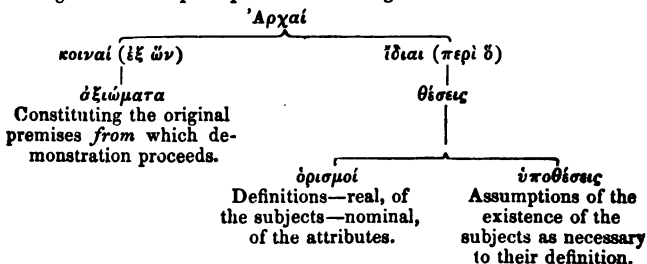 Ἀρχαί
κοιναί (ἐξ ὧν) ἴδιαι (περὶ ὅ)
ἀξιώματα θέσεις
Constituting the original
premises from which de-
monstration proceeds.
ὁρισμοί ὑποθέσεις
Definitions—real, of Assumptions of the
the subjects—nominal, existence of the
of the attributes. subjects as necessary
to their definition.